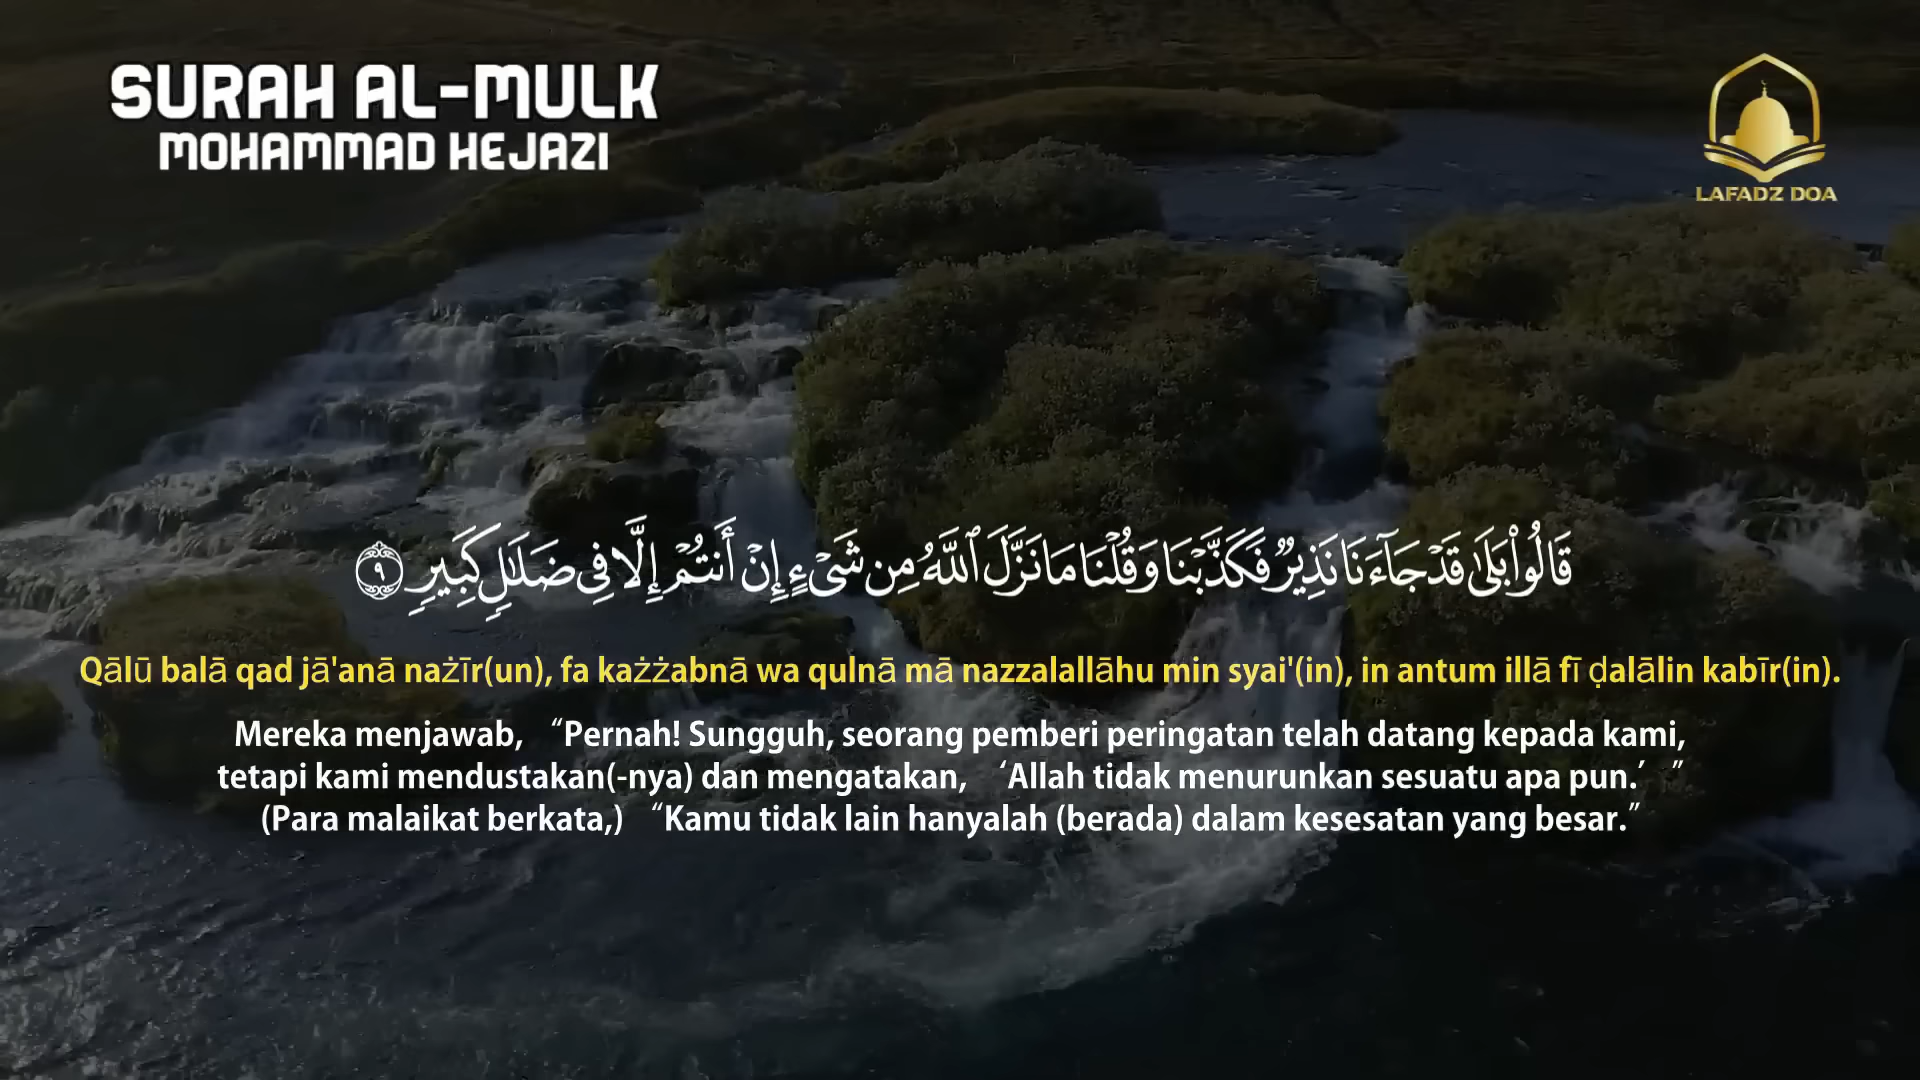 SURAH AL-MULK
MOHAMMAD HEJAZI
LAFADZ DOA
قَالُوا۟ بَلَىٰ قَدْ جَآءَنَا نَذِيرٌ فَكَذَّبْنَا وَقُلْنَا مَا نَزَّلَ ٱللَّهُ مِن شَىْءٍ إِنْ أَنتُمْ إِلَّا فِى ضَلَٰلٍ كَبِيرٍ ٩
Qālū balā qad jā'anā nażīr(un), fa każżabnā wa qulnā mā nazzalallāhu min syai'(in), in antum illā fī ḍalālin kabīr(in).
Mereka menjawab, “Pernah! Sungguh, seorang pemberi peringatan telah datang kepada kami,
tetapi kami mendustakan(-nya) dan mengatakan, ‘Allah tidak menurunkan sesuatu apa pun.’ ”
(Para malaikat berkata,) “Kamu tidak lain hanyalah (berada) dalam kesesatan yang besar.”